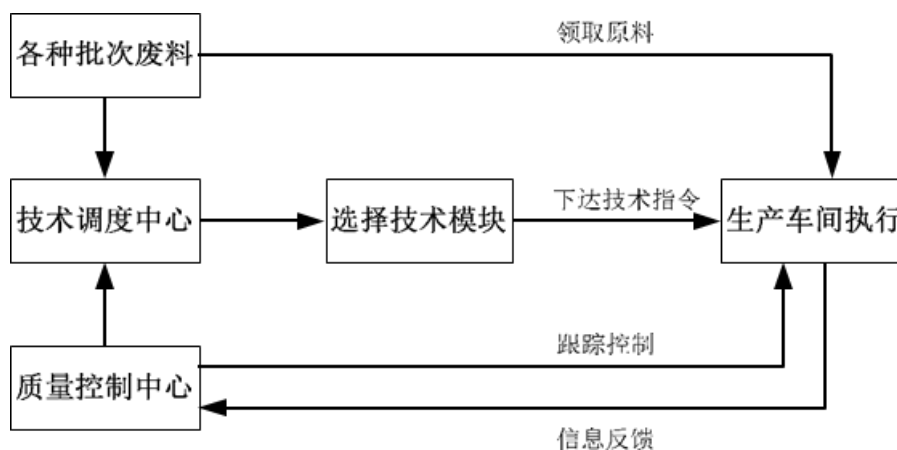 各种批次废料
领取原料
技术调度中心
选择技术模块
下达技术指令
生产车间执行
跟踪控制
质量控制中心
信息反馈